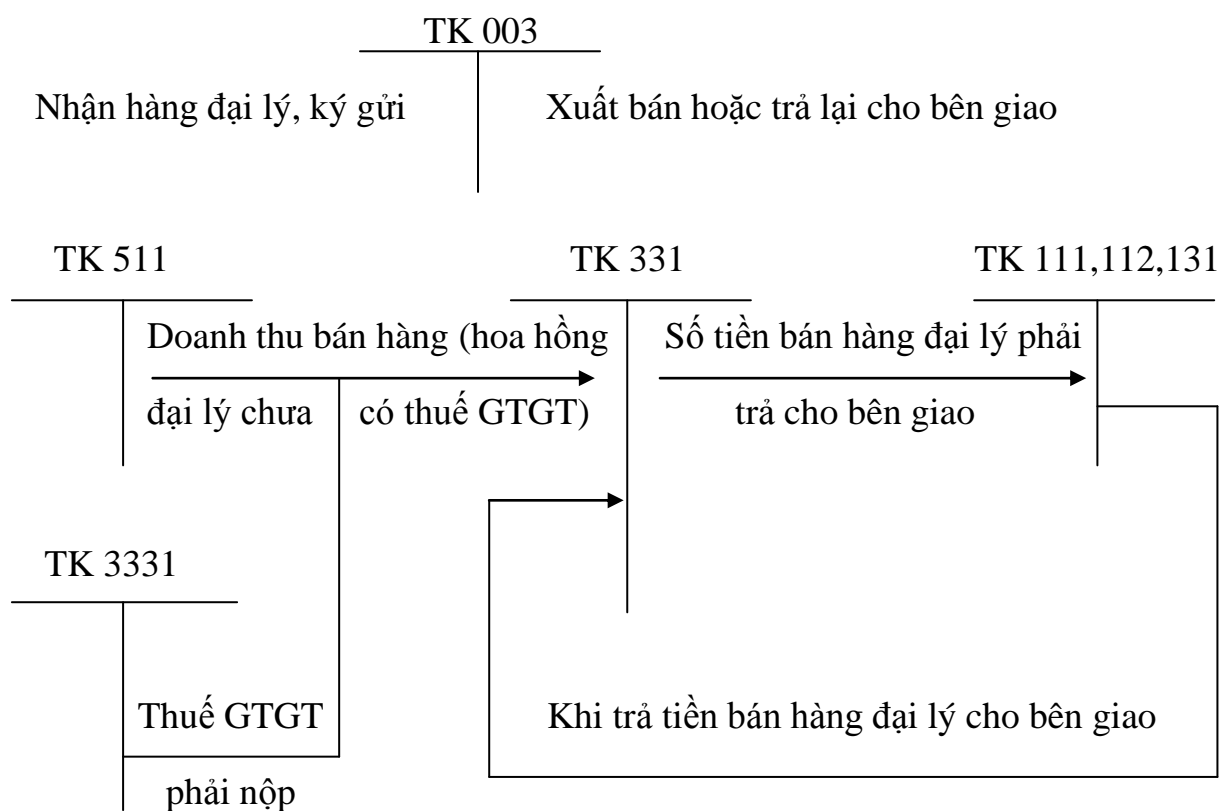 TK 003
Nhận hàng đại lý, ký gửi
Xuất bán hoặc trả lại cho bên giao
TK 511
TK 331
TK 111,112,131
Doanh thu bán hàng (hoa hồng
Số tiền bán hàng đại lý phải
đại lý chưa
có thuế GTGT)
trả cho bên giao
TK 3331
Thuế GTGT
Khi trả tiền bán hàng đại lý cho bên giao
phải nộp